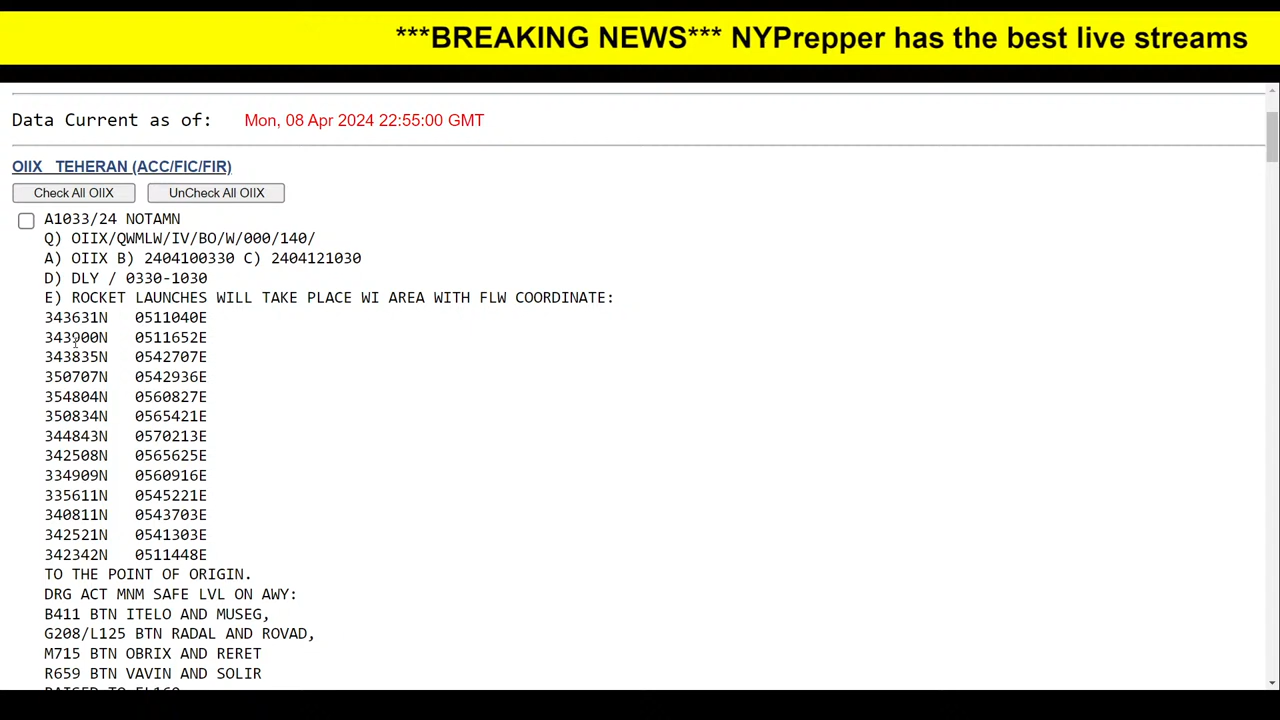 ***BREAKING NEWS*** NYPrepper has the best live streams
Data Current as of: Mon, 08 Apr 2024 22:55:00 GMT
OIIX TEHERAN (ACC/FIC/FIR)
Check All OIIX UnCheck All OIIX
A1033/24 NOTAMN
Q) OIIX/QWMLW/IV/BO/W/000/140/
A) OIIX B) 2404100330 C) 2404121030
D) DLY / 0330-1030
E) ROCKET LAUNCHES WILL TAKE PLACE WI AREA WITH FLW COORDINATE:
343631N 0511040E
343900N 0511652E
343835N 0542707E
350707N 0542936E
354804N 0560827E
350834N 0565421E
344843N 0570213E
342508N 0565625E
334909N 0560916E
335611N 0545221E
340811N 0543703E
342521N 0541303E
342342N 0511448E
TO THE POINT OF ORIGIN.
DRG ACT MNM SAFE LVL ON AWY:
B411 BTN ITELO AND MUSEG,
G208/L125 BTN RADAL AND ROVAD,
M715 BTN OBRIX AND RERET
R659 BTN VAVIN AND SOLIR
RAISED TO FL160